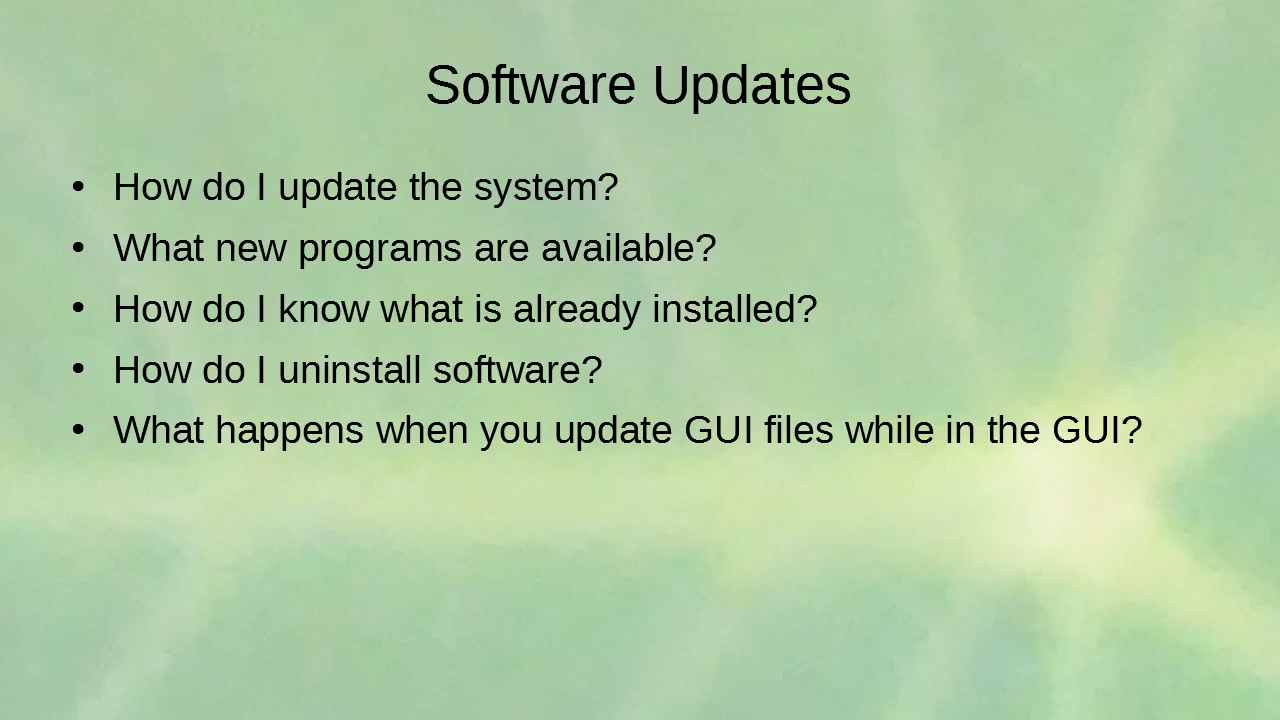 Software Updates
• How do I update the system?
• What new programs are available?
• How do I know what is already installed?
• How do I uninstall software?
• What happens when you update GUI files while in the GUI?